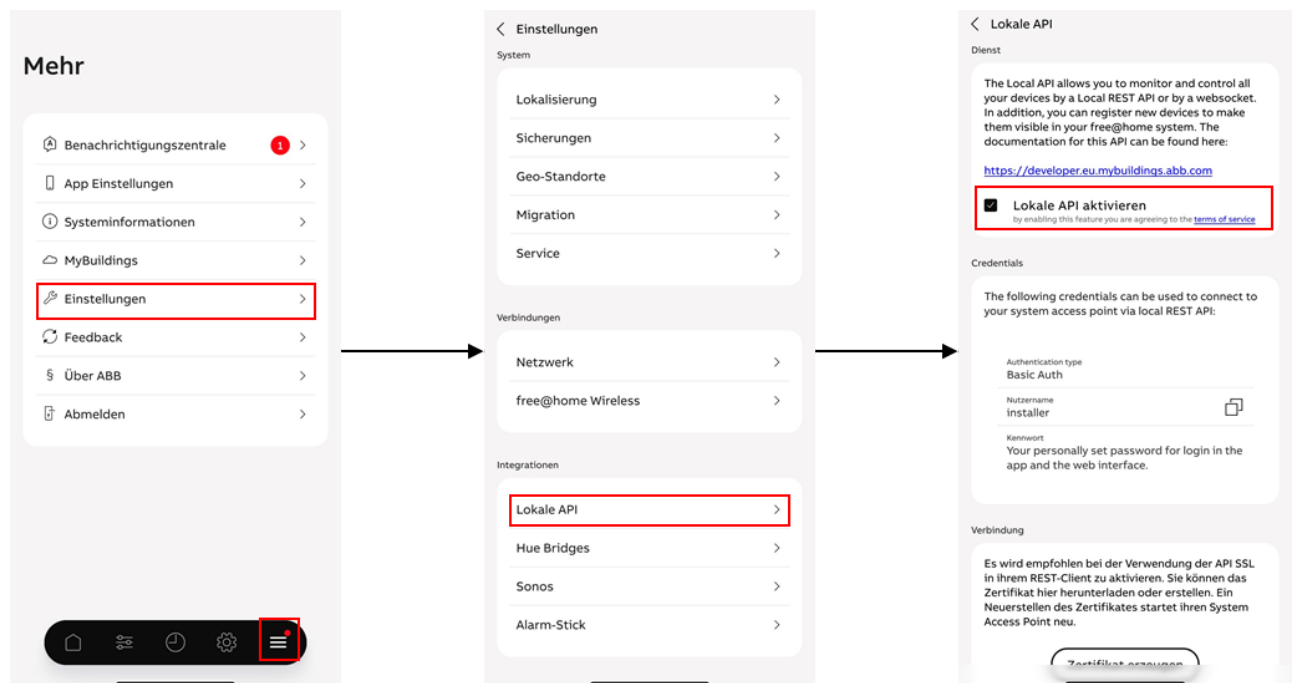 Mehr
Benachrichtigungszentrale
1
App Einstellungen
Systeminformationen
MyBuildings
Einstellungen
Feedback
§ Über ABB
Abmelden
Einstellungen
System
Lokalisierung
Sicherungen
Geo-Standorte
Migration
Service
Verbindungen
Netzwerk
free@home Wireless
Integrationen
Lokale API
Hue Bridges
Sonos
Alarm-Stick
Lokale API
Dienst
The Local API allows you to monitor and control all
your devices by a Local REST API or by a websocket.
In addition, you can register new devices to make
them visible in your free@home system. The
documentation for this API can be found here:
https://developer.eu.mybuildings.abb.com
Lokale API aktivieren
by enabling this feature you are agreeing to the terms of service
Credentials
The following credentials can be used to connect to
your system access point via local REST API:
Authentication type
Basic Auth
Nutzername
installer
Kennwort
Your personally set password for login in the
app and the web interface.
Verbindung
Es wird empfohlen bei der Verwendung der API SSL
in ihrem REST-Client zu aktivieren. Sie können das
Zertifikat hier herunterladen oder erstellen. Ein
Neuerstellen des Zertifikates startet ihren System
Access Point neu.
Zertifikat erzeugen